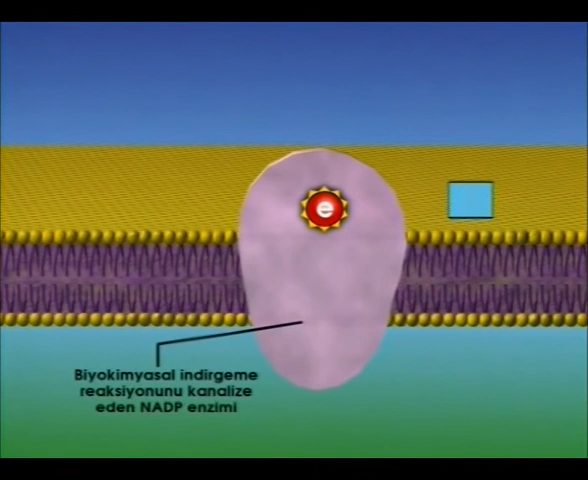 e
Biyokimyasal indirgeme
reaksiyonunu kanalize
eden NADP enzimi